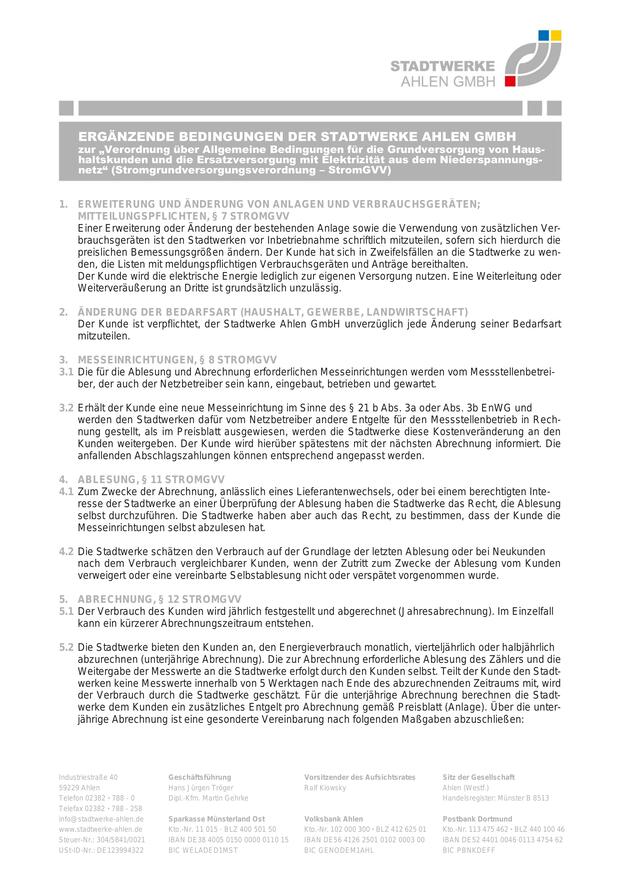 STADTWERKE
AHLEN GMBH
ERGÄNZENDE BEDINGUNGEN DER STADTWERKE AHLEN GMBH
zur „Verordnung über Allgemeine Bedingungen für die Grundversorgung von Haus-
haltskunden und die Ersatzversorgung mit Elektrizität aus dem Niederspannungs-
netz“ (Stromgrundversorgungsverordnung – StromGVV)
1. ERWEITERUNG UND ÄNDERUNG VON ANLAGEN UND VERBRAUCHSGERÄTEN;
MITTEILUNGSPFLICHTEN, § 7 STROMGVV
Einer Erweiterung oder Änderung der bestehenden Anlage sowie die Verwendung von zusätzlichen Ver-
brauchsgeräten ist den Stadtwerken vor Inbetriebnahme schriftlich mitzuteilen, sofern sich hierdurch die
preislichen Bemessungsgrößen ändern. Der Kunde hat sich in Zweifelsfällen an die Stadtwerke zu wen-
den, die Listen mit meldungspflichtigen Verbrauchsgeräten und Anträge bereithalten.
Der Kunde wird die elektrische Energie lediglich zur eigenen Versorgung nutzen. Eine Weiterleitung oder
Weiterveräußerung an Dritte ist grundsätzlich unzulässig.
2. ÄNDERUNG DER BEDARFSART (HAUSHALT, GEWERBE, LANDWIRTSCHAFT)
Der Kunde ist verpflichtet, der Stadtwerke Ahlen GmbH unverzüglich jede Änderung seiner Bedarfsart
mitzuteilen.
3. MESSEINRICHTUNGEN, § 8 STROMGVV
3.1 Die für die Ablesung und Abrechnung erforderlichen Messeinrichtungen werden vom Messstellenbetrei-
ber, der auch der Netzbetreiber sein kann, eingebaut, betrieben und gewartet.
3.2 Erhält der Kunde eine neue Messeinrichtung im Sinne des § 21 b Abs. 3a oder Abs. 3b EnWG und
werden den Stadtwerken dafür vom Netzbetreiber andere Entgelte für den Messstellenbetrieb in Rech-
nung gestellt, als im Preisblatt ausgewiesen, werden die Stadtwerke diese Kostenveränderung an den
Kunden weitergeben. Der Kunde wird hierüber spätestens mit der nächsten Abrechnung informiert. Die
anfallenden Abschlagszahlungen können entsprechend angepasst werden.
4. ABLESUNG, § 11 STROMGVV
4.1 Zum Zwecke der Abrechnung, anlässlich eines Lieferantenwechsels, oder bei einem berechtigten Inte-
resse der Stadtwerke an einer Überprüfung der Ablesung haben die Stadtwerke das Recht, die Ablesung
selbst durchzuführen. Die Stadtwerke haben aber auch das Recht, zu bestimmen, dass der Kunde die
Messeinrichtungen selbst abzulesen hat.
4.2 Die Stadtwerke schätzen den Verbrauch auf der Grundlage der letzten Ablesung oder bei Neukunden
nach dem Verbrauch vergleichbarer Kunden, wenn der Zutritt zum Zwecke der Ablesung vom Kunden
verweigert oder eine vereinbarte Selbstablesung nicht oder verspätet vorgenommen wurde.
5. ABRECHNUNG, § 12 STROMGVV
5.1 Der Verbrauch des Kunden wird jährlich festgestellt und abgerechnet (Jahresabrechnung). Im Einzelfall
kann ein kürzerer Abrechnungszeitraum entstehen.
5.2 Die Stadtwerke bieten den Kunden an, den Energieverbrauch monatlich, vierteljährlich oder halbjährlich
abzurechnen (unterjährige Abrechnung). Die zur Abrechnung erforderliche Ablesung des Zählers und die
Weitergabe der Messwerte an die Stadtwerke erfolgt durch den Kunden selbst. Teilt der Kunde den Stadt-
werken keine Messwerte innerhalb von 5 Werktagen nach Ende des abzurechnenden Zeitraums mit, wird
der Verbrauch durch die Stadtwerke geschätzt. Für die unterjährige Abrechnung berechnen die Stadt-
werke dem Kunden ein zusätzliches Entgelt pro Abrechnung gemäß Preisblatt (Anlage). Über die unter-
jährige Abrechnung ist eine gesonderte Vereinbarung nach folgenden Maßgaben abzuschließen:
Industriestraße 40
59229 Ahlen
Telefon 02382 • 788 - 0
Telefax 02382 • 788 - 258
info@stadtwerke-ahlen.de
www.stadtwerke-ahlen.de
Steuer-Nr.: 304/5841/0021
USt-ID-Nr.: DE123994322
Geschäftsführung
Hans Jürgen Tröger
Dipl.-Kfm. Martin Gehrke
Sparkasse Münsterland Ost
Kto.-Nr. 11 015 - BLZ 400 501 50
IBAN DE38 4005 0150 0000 0110 15
BIC WELADED1MST
Vorsitzender des Aufsichtsrates
Ralf Kiowsky
Volksbank Ahlen
Kto.-Nr. 102 000 300 • BLZ 412 625 01
IBAN DE56 4126 2501 0102 0003 00
BIC GENODEM1AHL
Sitz der Gesellschaft
Ahlen (Westf.)
Handelsregister: Münster B 8513
Postbank Dortmund
Kto.-Nr. 113 475 462 • BLZ 440 100 46
IBAN DE52 4401 0046 0113 4754 62
BIC PBNKDEFF